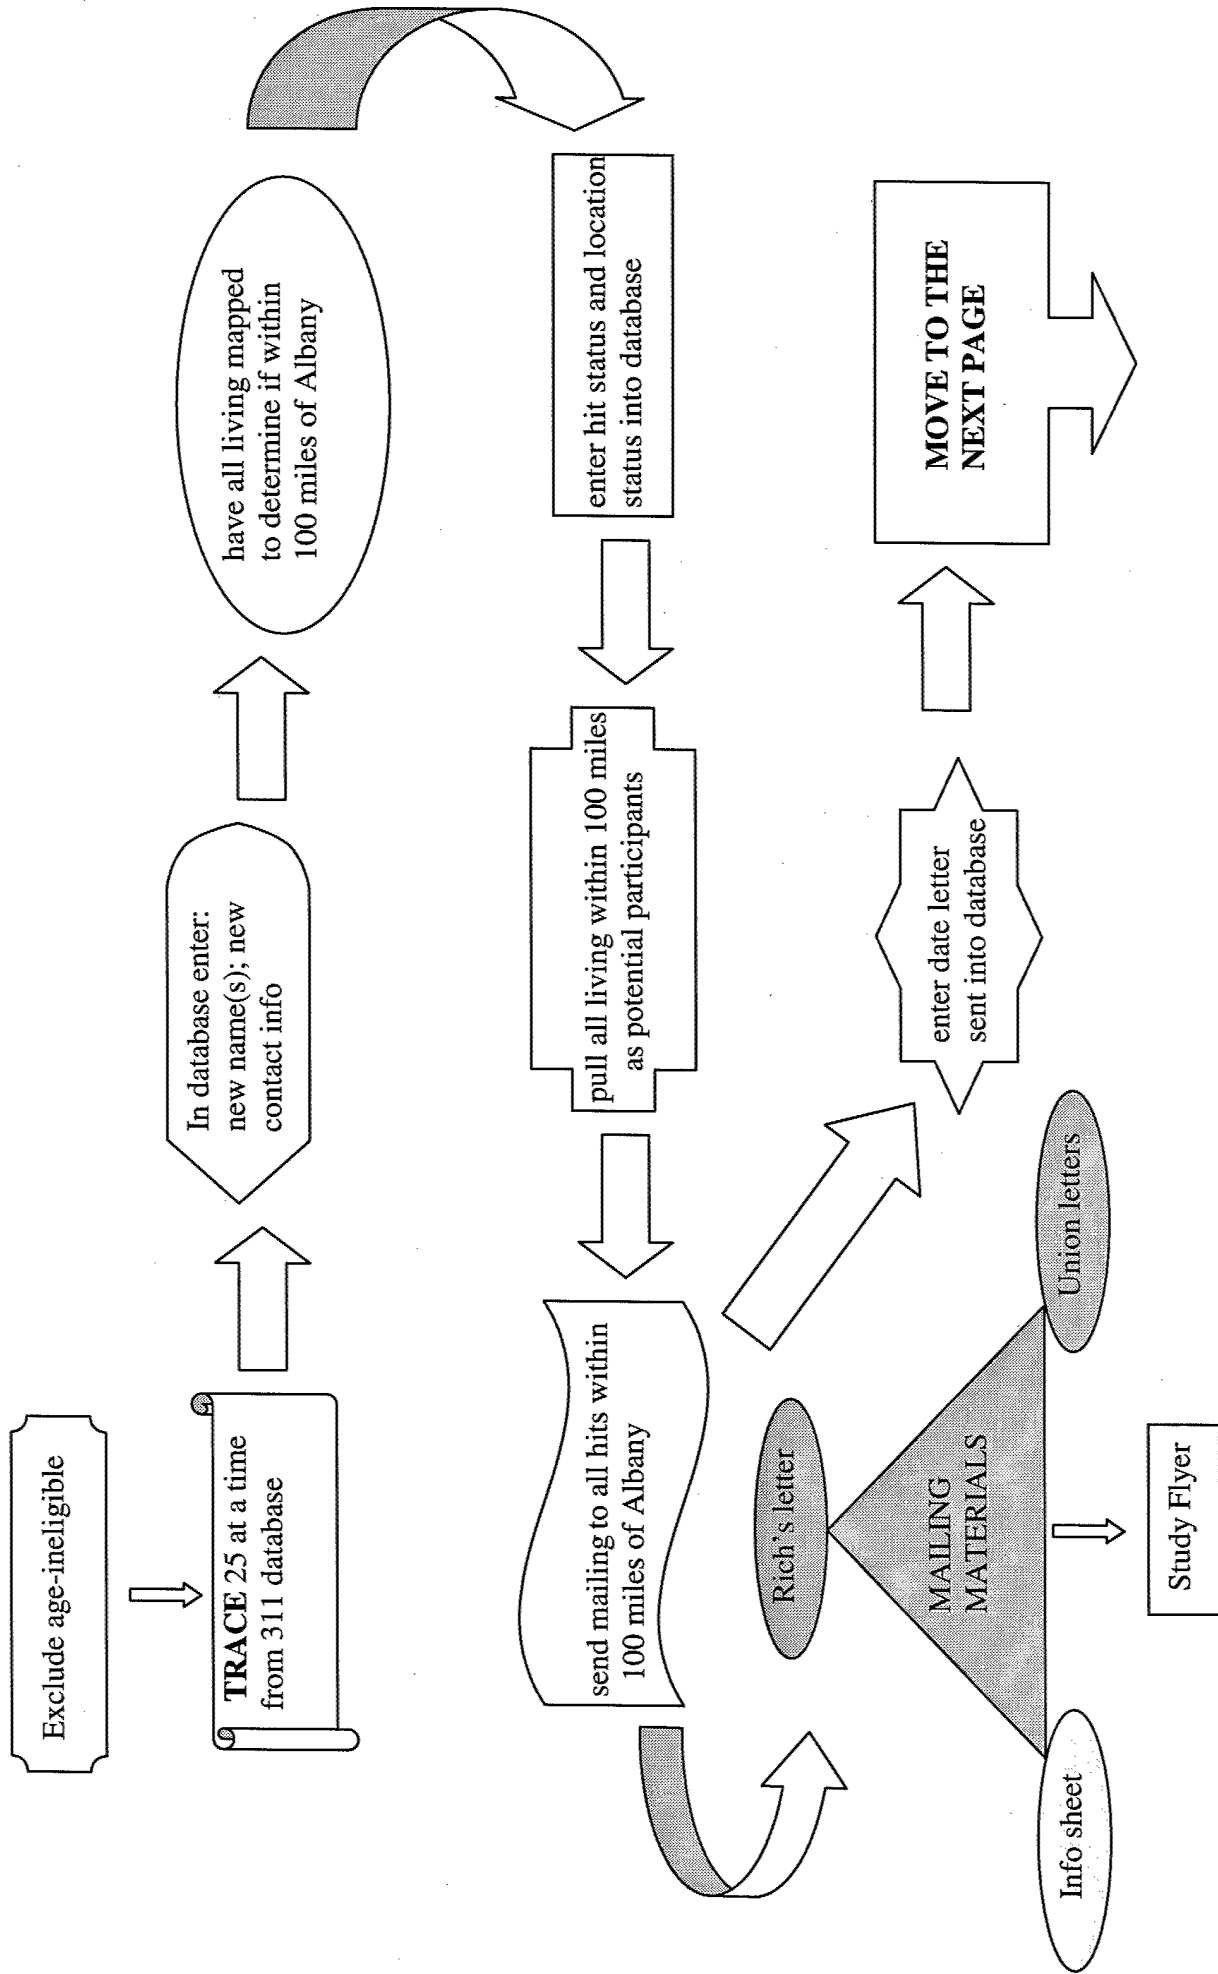 Exclude age-ineligible
TRACE 25 at a time
from 311 database
In database enter:
new name(s); new
contact info
have all living mapped
to determine if within
100 miles of Albany
enter hit status and location
status into database
pull all living within 100 miles
as potential participants
send mailing to all hits within
100 miles of Albany
Rich's letter
MAILING
MATERIALS
Info sheet
Union letters
Study Flyer
enter date letter
sent into database
MOVE TO THE
NEXT PAGE